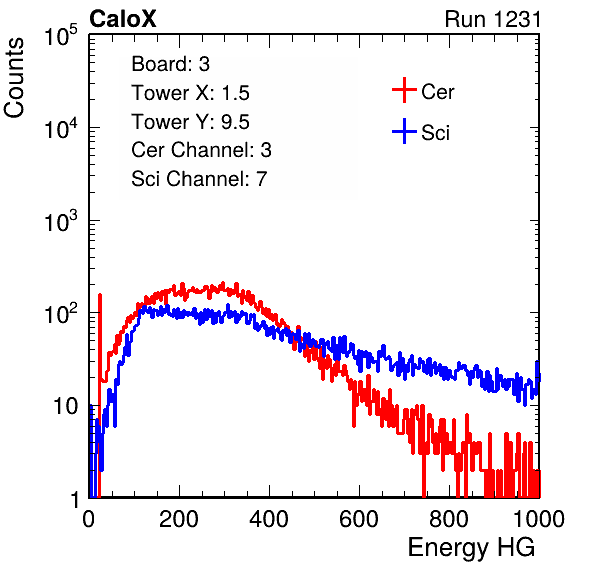 CaloX Run 1231
Counts
Board: 3
Tower X: 1.5
Tower Y: 9.5
Cer Channel: 3
Sci Channel: 7
Cer
Sci
10^5
10^4
10^3
10^2
10
1
0 200 400 600 800 1000
Energy HG